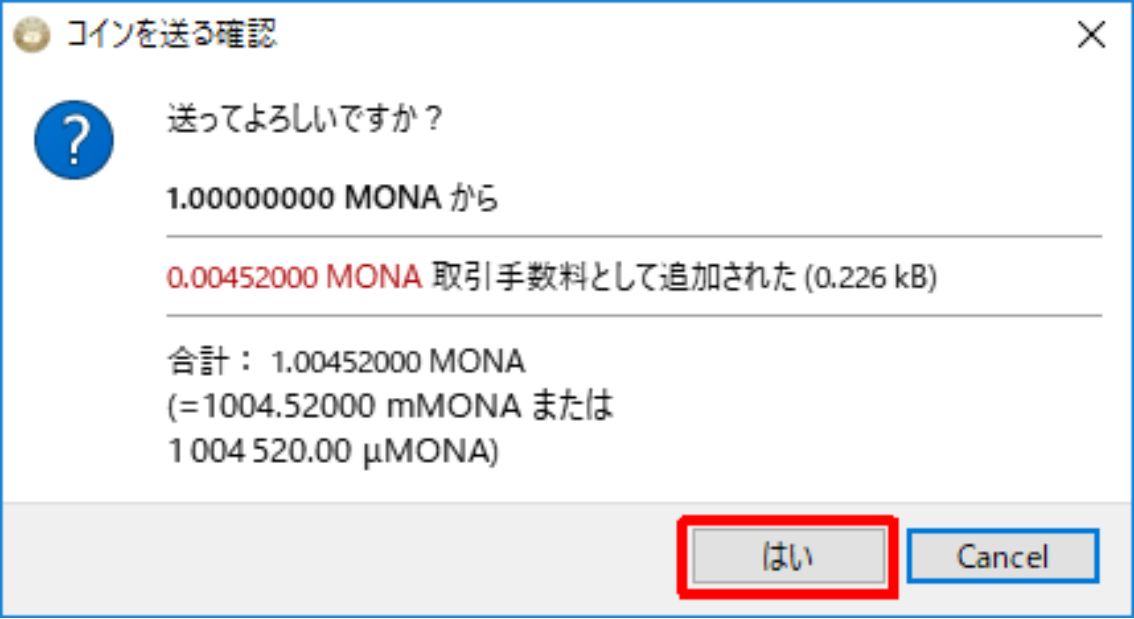 コインを送る確認
送ってよろしいですか？
1.00000000 MONA から
0.00452000 MONA 取引手数料として追加された (0.226 kB)
合計： 1.00452000 MONA
(=1004.52000 mMONA または
1 004 520.00 μMONA)
はい
Cancel